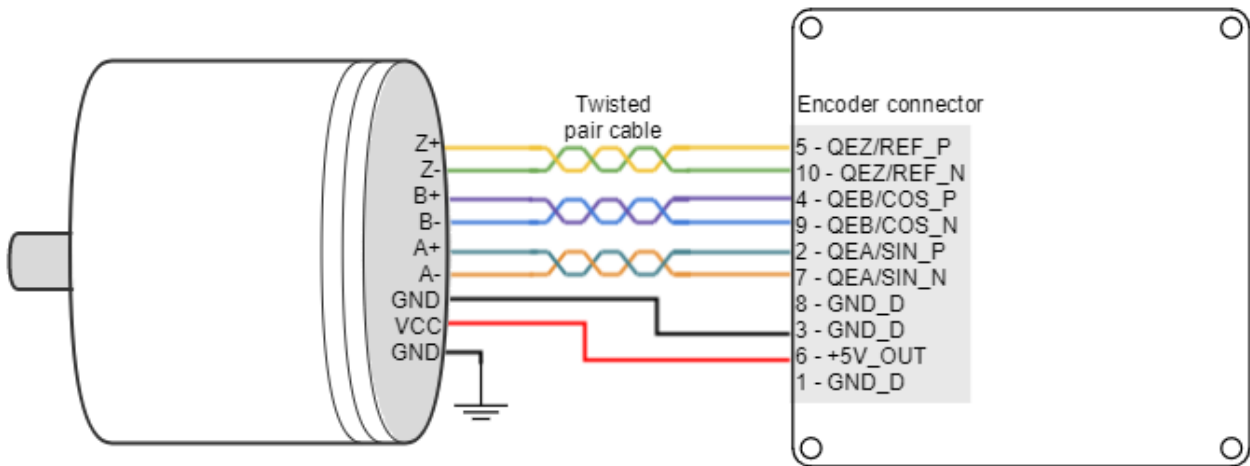 Twisted
pair cable
Encoder connector
Z+
Z-
B+
B-
A+
A-
GND
VCC
GND
5 - QEZ/REF_P
10 - QEZ/REF_N
4 - QEB/COS_P
9 - QEB/COS_N
2 - QEA/SIN_P
7 - QEA/SIN_N
8 - GND_D
3 - GND_D
6 - +5V_OUT
1 - GND_D